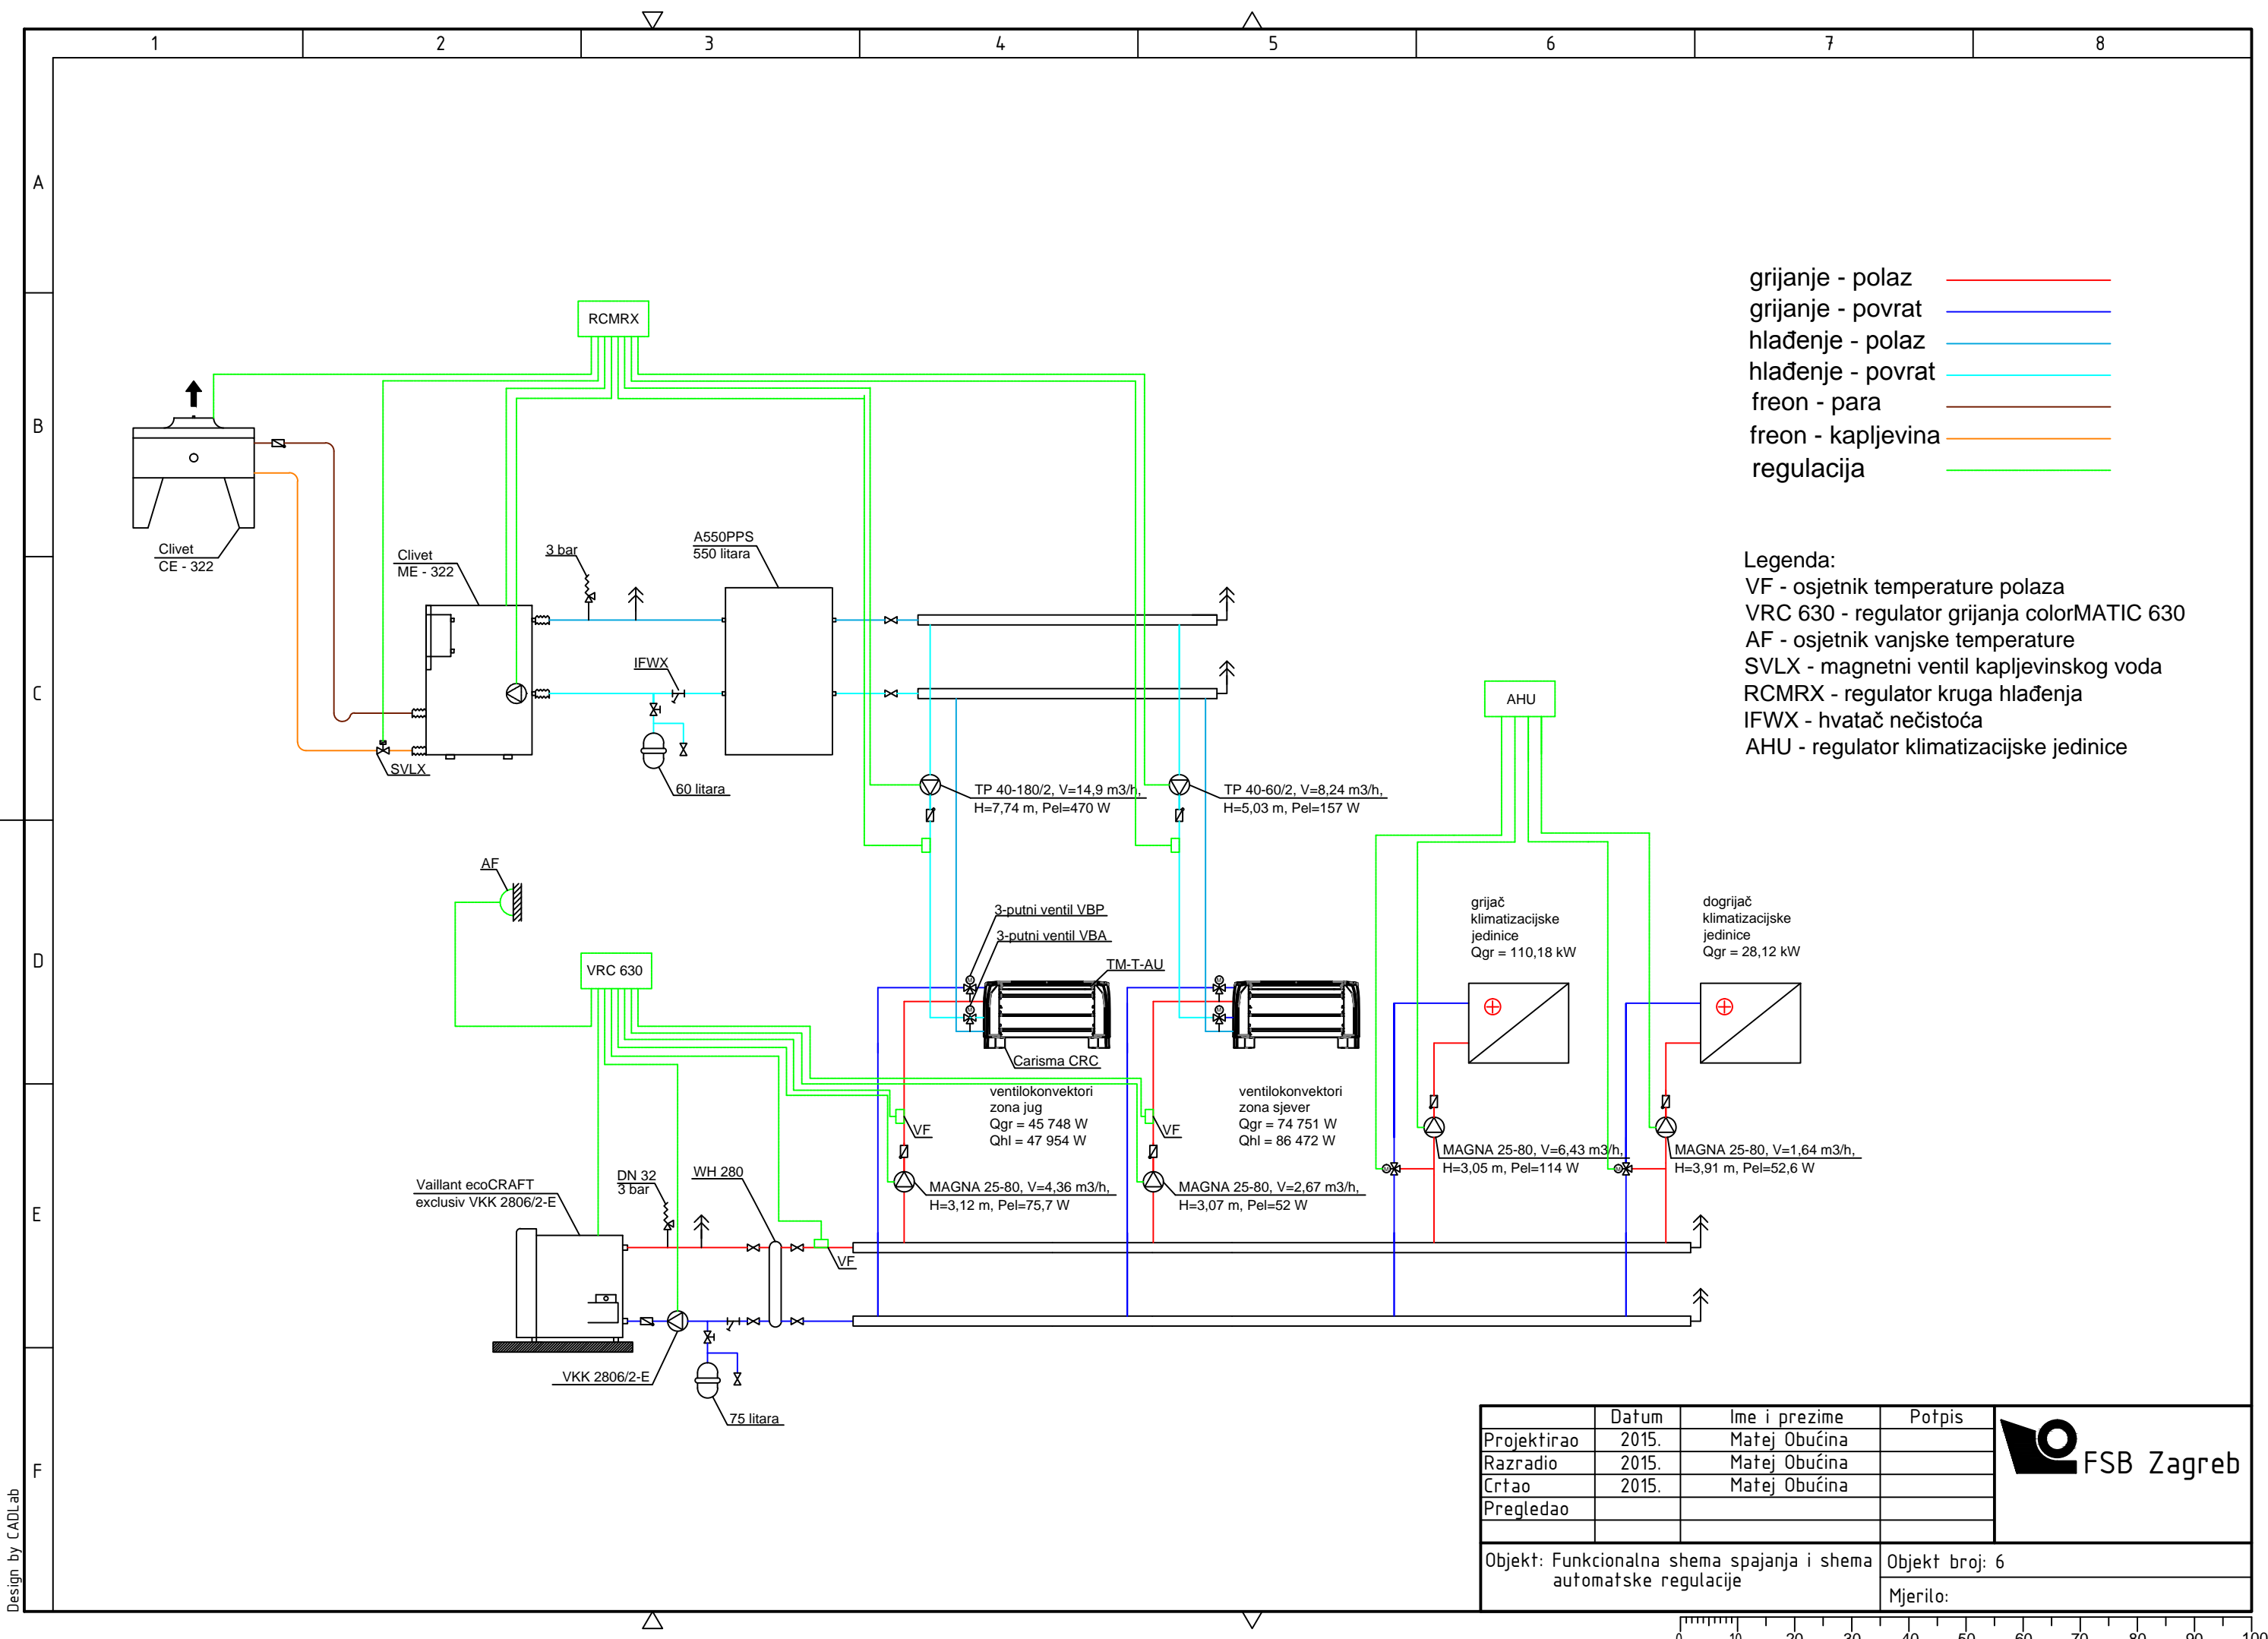 1 2 3 4 5 6 7 8
A
B
C
D
E
F
RCMRX
grijanje - polaz
grijanje - povrat
hlađenje - polaz
hlađenje - povrat
freon - para
freon - kapljevina
regulacija
Clivet
CE - 322
Clivet
ME - 322
3 bar
A550PPS
550 litara
IFWX
SVLX
60 litara
Legenda:
VF - osjetnik temperature polaza
VRC 630 - regulator grijanja colorMATIC 630
AF - osjetnik vanjske temperature
SVLX - magnetni ventil kapljevinskog voda
RCMRX - regulator kruga hlađenja
IFWX - hvatač nečistoća
AHU - regulator klimatizacijske jedinice
AHU
TP 40-180/2, V=14,9 m3/h,
H=7,74 m, Pel=470 W
TP 40-60/2, V=8,24 m3/h,
H=5,03 m, Pel=157 W
AF
VRC 630
3-putni ventil VBP
3-putni ventil VBA
TM-T-AU
Carisma CRC
grijač
klimatizacijske
jedinice
Qgr = 110,18 kW
dogrijač
klimatizacijske
jedinice
Qgr = 28,12 kW
ventilokonvektori
zona jug
Qgr = 45 748 W
Qhl = 47 954 W
ventilokonvektori
zona sjever
Qgr = 74 751 W
Qhl = 86 472 W
VF
VF
MAGNA 25-80, V=6,43 m3/h,
H=3,05 m, Pel=114 W
MAGNA 25-80, V=1,64 m3/h,
H=3,91 m, Pel=52,6 W
Vaillant ecoCRAFT
exclusiv VKK 2806/2-E
DN 32
3 bar
WH 280
MAGNA 25-80, V=4,36 m3/h,
H=3,12 m, Pel=75,7 W
MAGNA 25-80, V=2,67 m3/h,
H=3,07 m, Pel=52 W
VF
VKK 2806/2-E
75 litara
Datum Ime i prezime Potpis
Projektirao 2015. Matej Obućina
Razradio 2015. Matej Obućina
Crtao 2015. Matej Obućina
Pregledao
FSB Zagreb
Objekt: Funkcionalna shema spajanja i shema
automatske regulacije
Objekt broj: 6
Mjerilo:
Design by CADLab
0 10 20 30 40 50 60 70 80 90 100